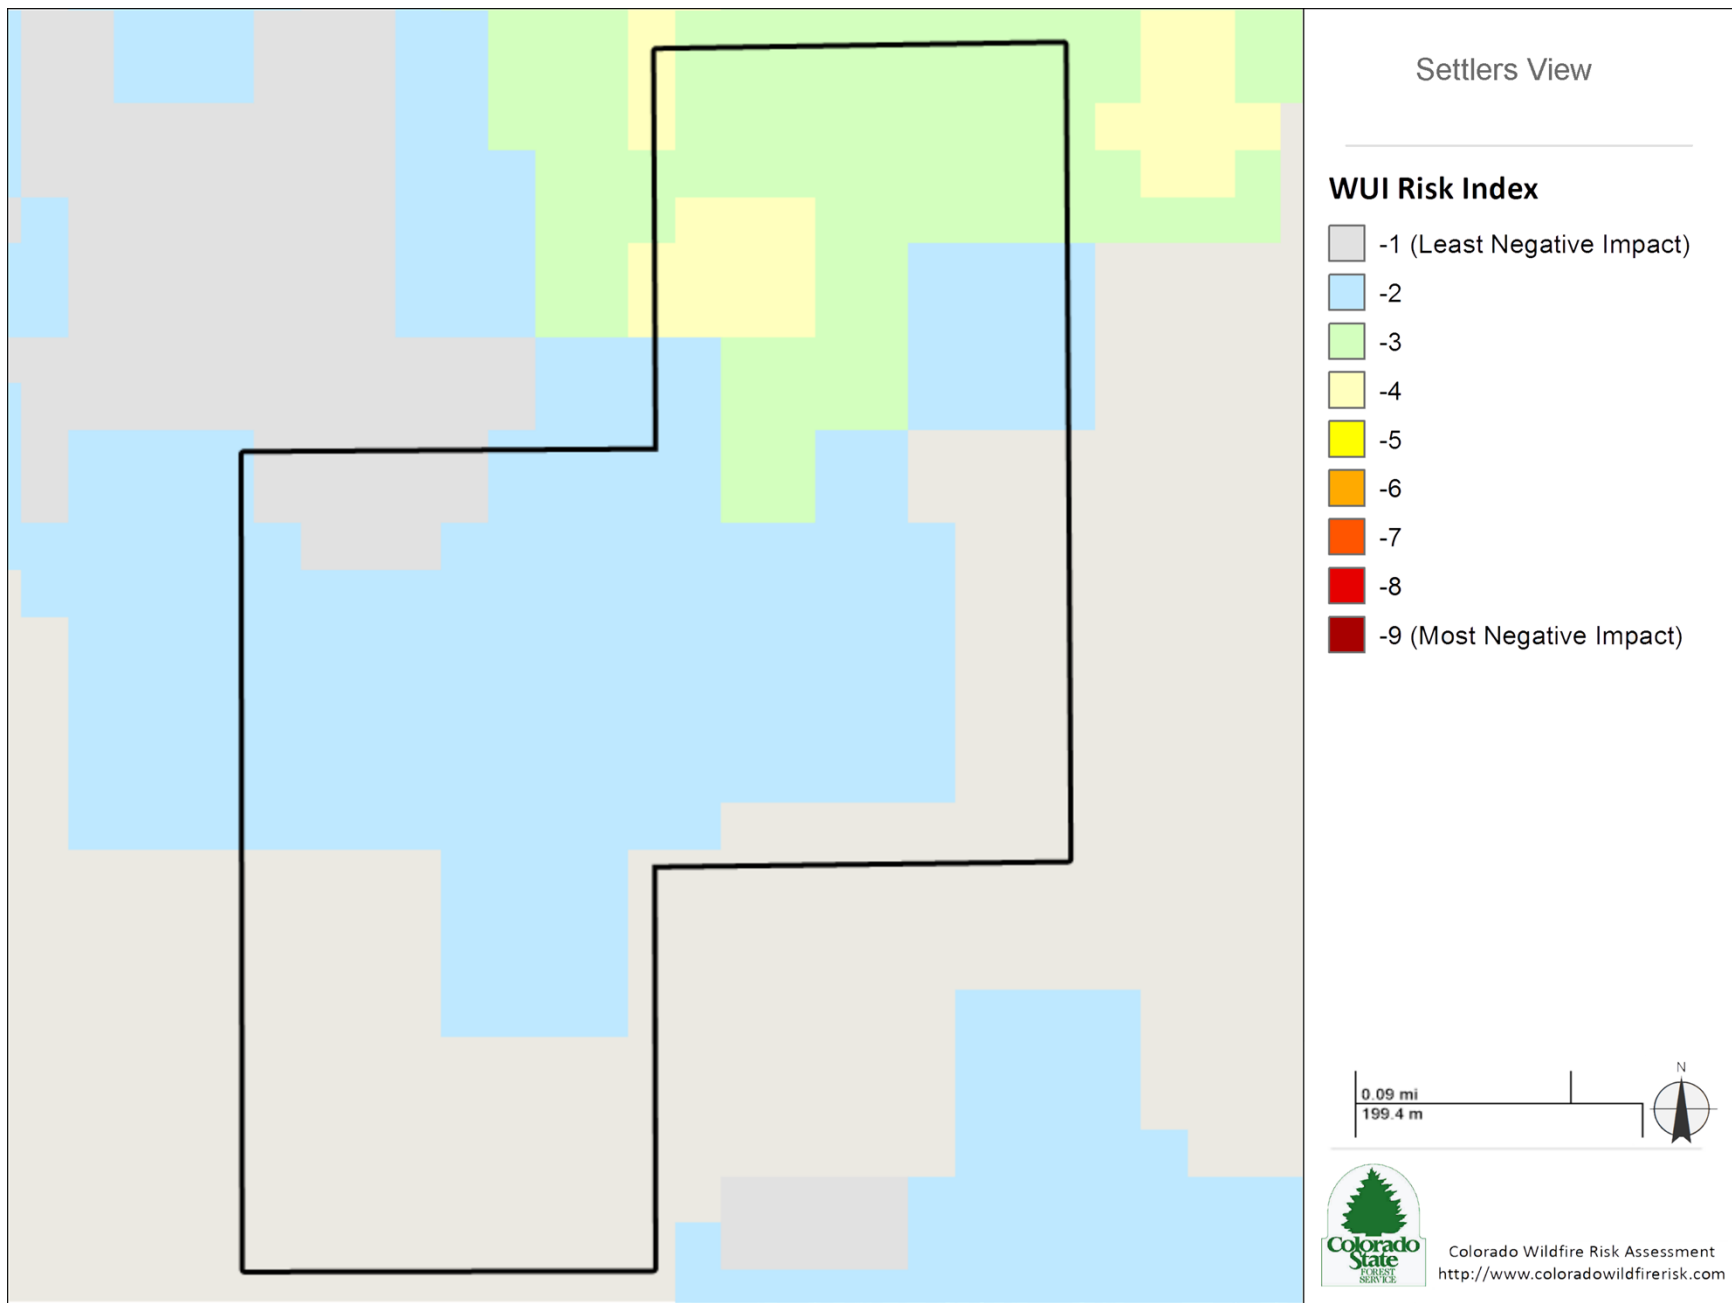 Settlers View
WUI Risk Index
-1 (Least Negative Impact)
-2
-3
-4
-5
-6
-7
-8
-9 (Most Negative Impact)
0.09 mi
199.4 m
N
Colorado
State
FOREST
SERVICE
Colorado Wildfire Risk Assessment
http://www.coloradowildfirerisk.com